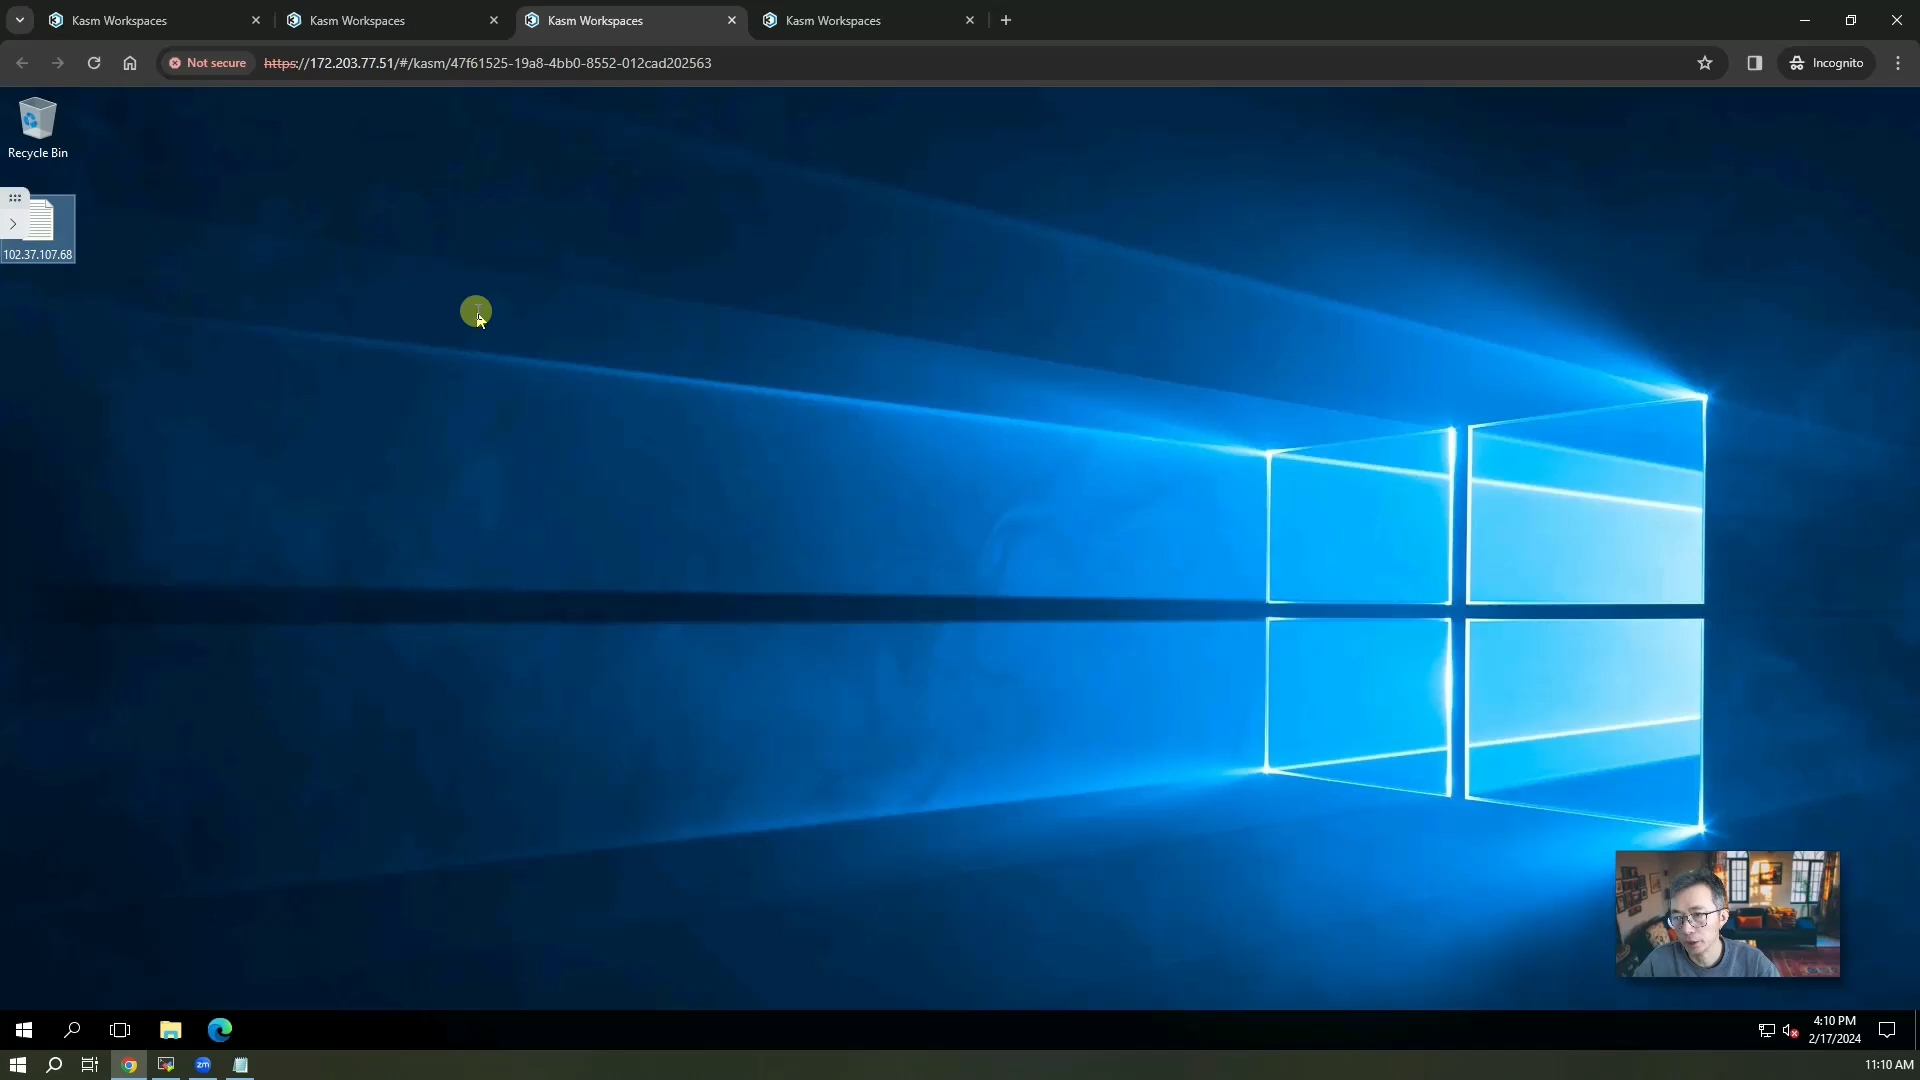 Kasm Workspaces
Kasm Workspaces
Kasm Workspaces
Kasm Workspaces
Not secure
https://172.203.77.51/#/kasm/47f61525-19a8-4bb0-8552-012cad202563
Incognito
Recycle Bin
102.37.107.68
4:10 PM
2/17/2024
zm
11:10 AM